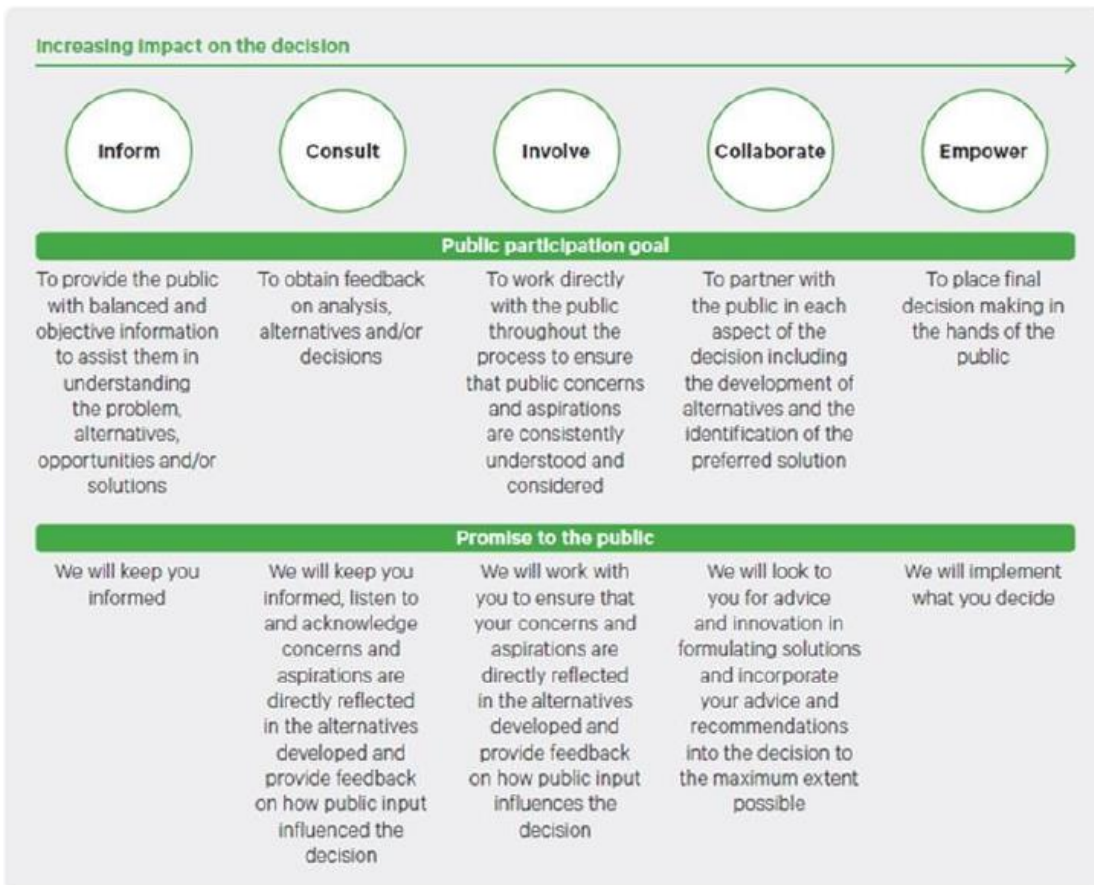 Increasing impact on the decision
Inform
Consult
Involve
Collaborate
Empower
Public participation goal
To provide the public
with balanced and
objective information
to assist them in
understanding
the problem,
alternatives,
opportunities and/or
solutions
To obtain feedback
on analysis,
alternatives and/or
decisions
To work directly
with the public
throughout the
process to ensure
that public concerns
and aspirations
are consistently
understood and
considered
To partner with
the public in each
aspect of the
decision including
the development of
alternatives and the
identification of the
preferred solution
To place final
decision making in
the hands of the
public
Promise to the public
We will keep you
informed
We will keep you
informed, listen to
and acknowledge
concerns and
aspirations are
directly reflected
in the alternatives
developed and
provide feedback
on how public input
influenced the
decision
We will work with
you to ensure that
your concerns and
aspirations are
directly reflected
in the alternatives
developed and
provide feedback
on how public input
influences the
decision
We will look to
you for advice
and innovation in
formulating solutions
and incorporate
your advice and
recommendations
into the decision to
the maximum extent
possible
We will implement
what you decide